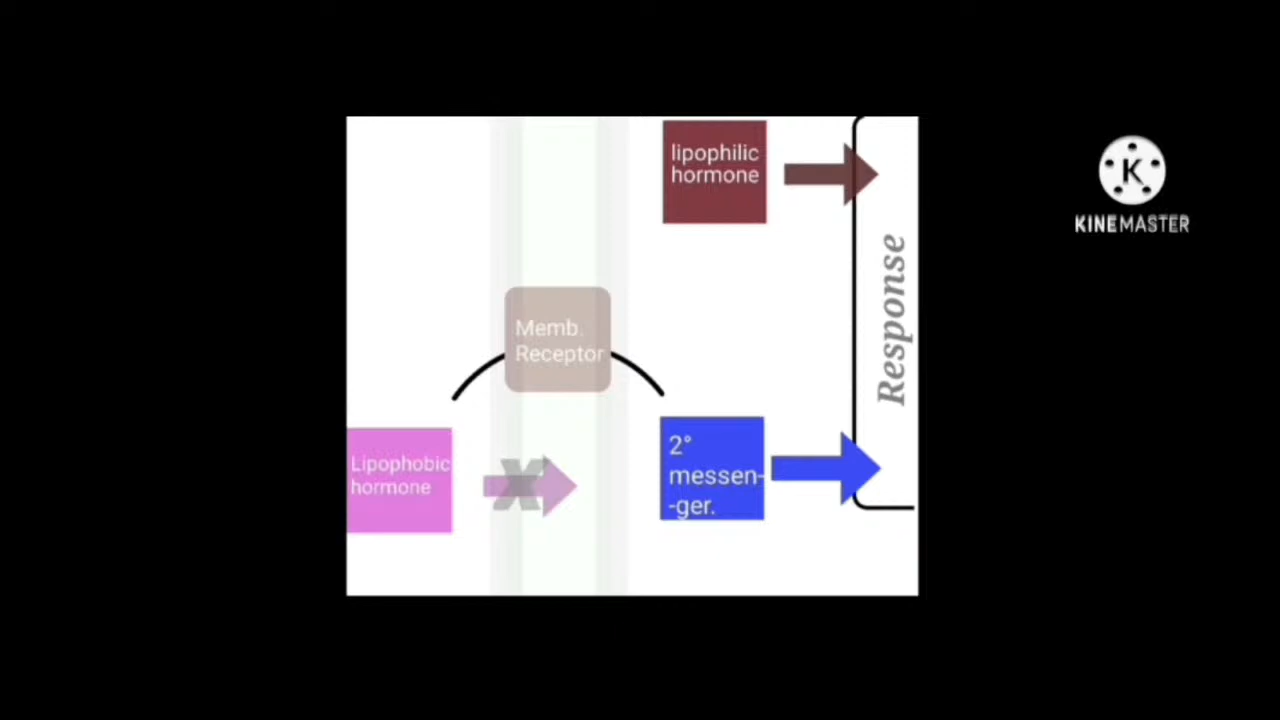 lipophilic
hormone
Memb.
Receptor
Lipophobic
hormone
X
2°
messen-
-ger.
Response
K
KINEMASTER